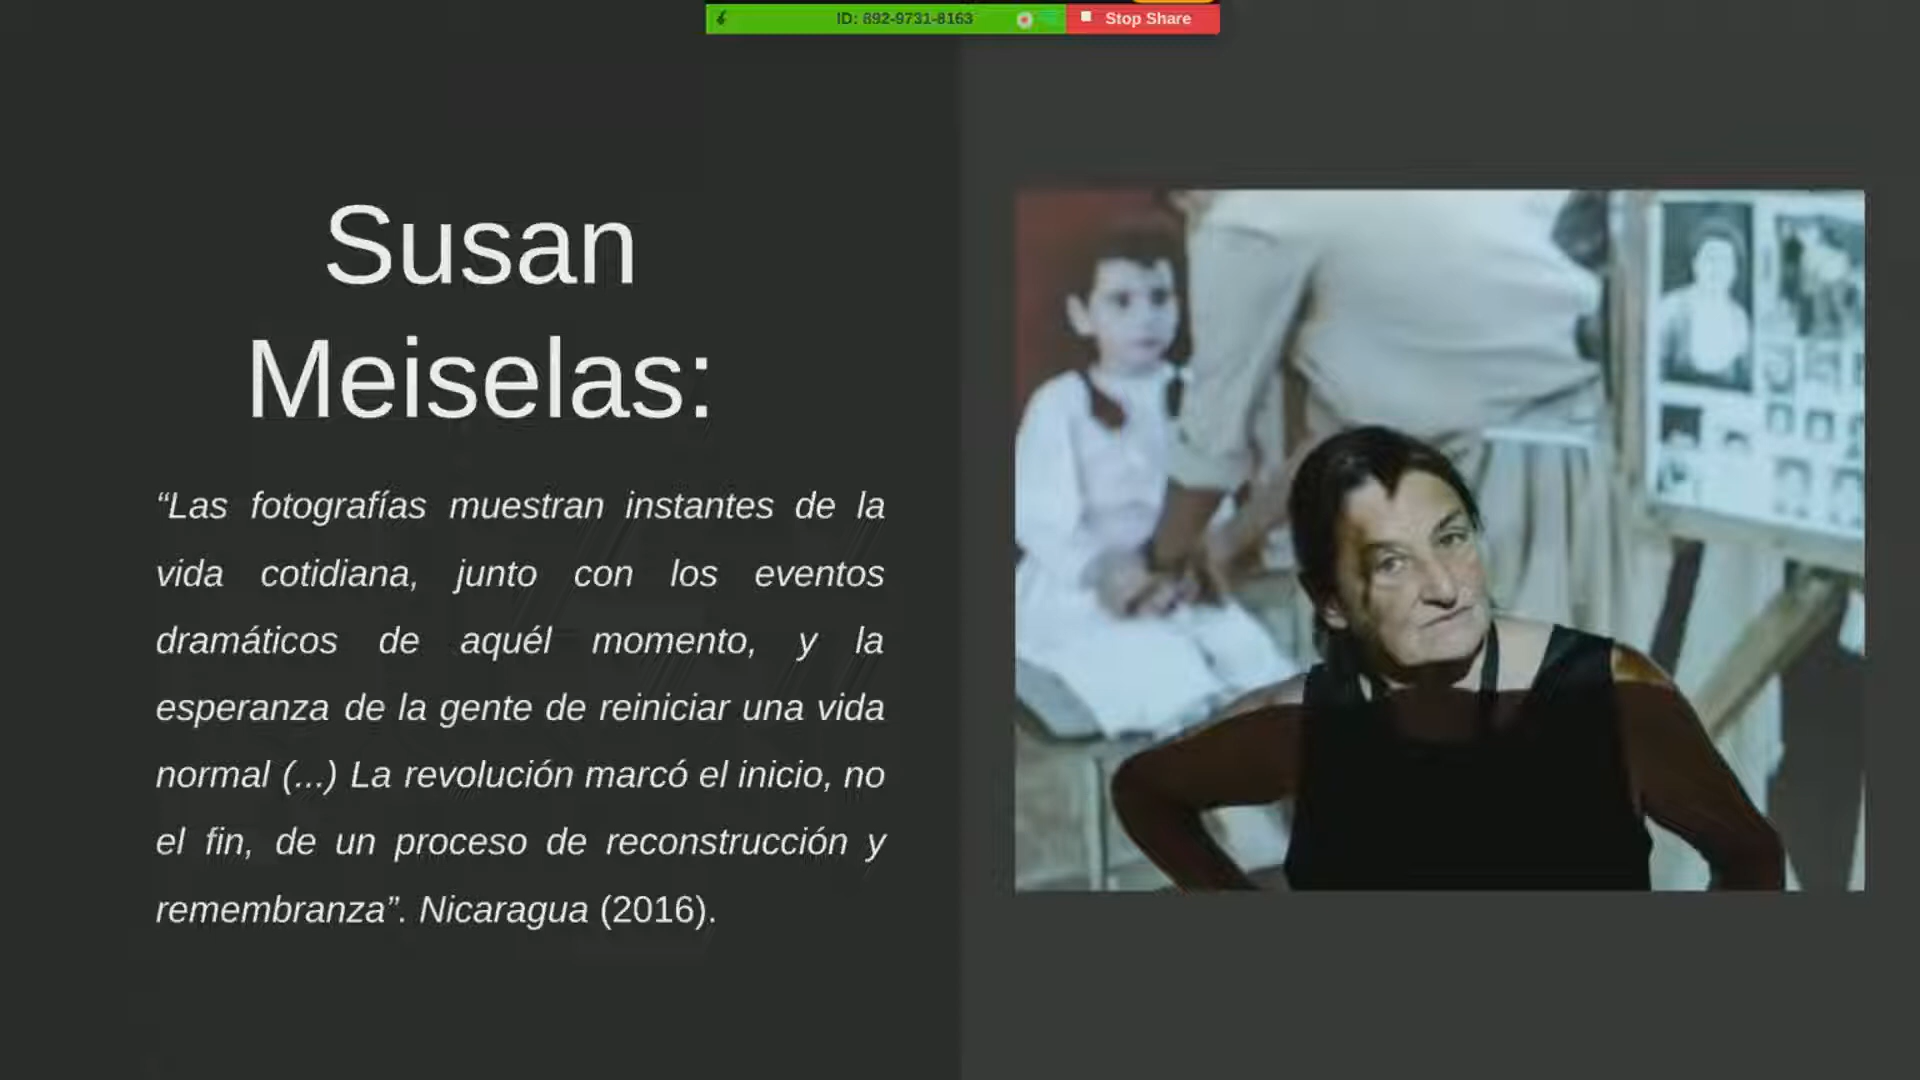 ID: 892-9731-8163
Stop Share
Susan
Meiselas:
“Las fotografías muestran instantes de la
vida cotidiana, junto con los eventos
dramáticos de aquél momento, y la
esperanza de la gente de reiniciar una vida
normal (...) La revolución marcó el inicio, no
el fin, de un proceso de reconstrucción y
remembranza”. Nicaragua (2016).